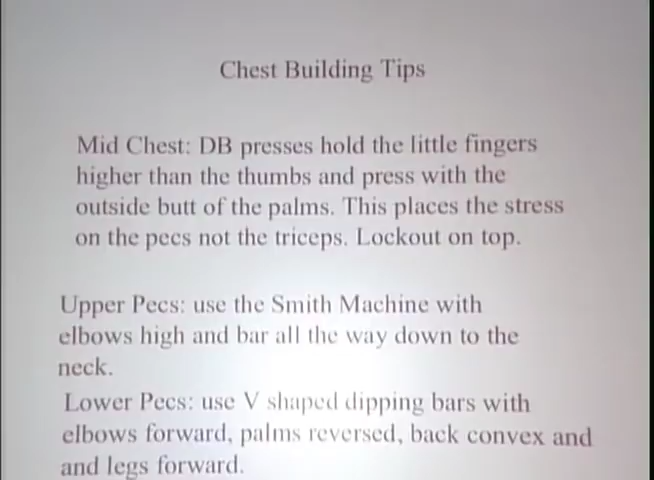 Chest Building Tips
Mid Chest: DB presses hold the little fingers
higher than the thumbs and press with the
outside butt of the palms. This places the stress
on the pecs not the triceps. Lockout on top.
Upper Pecs: use the Smith Machine with
elbows high and bar all the way down to the
neck.
Lower Pecs: use V shaped dipping bars with
elbows forward, palms reversed, back convex and
and legs forward.